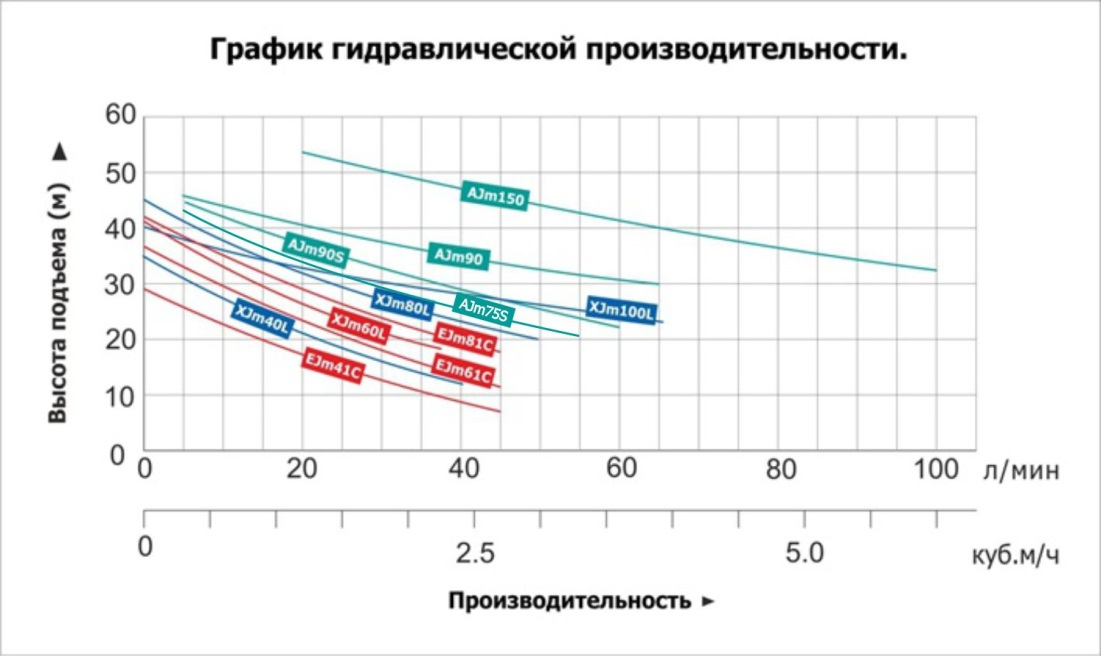 График гидравлической производительности.
Высота подъема (м)
60
50
40
30
20
10
0
AJm150
AJm90S
AJm90
XJm80L
AJm75S
XJm100L
XJm40L
XJm60L
EJm81C
EJm41C
EJm61C
0 20 40 60 80 100 л/мин
0 2.5 5.0 куб.м/ч
Производительность